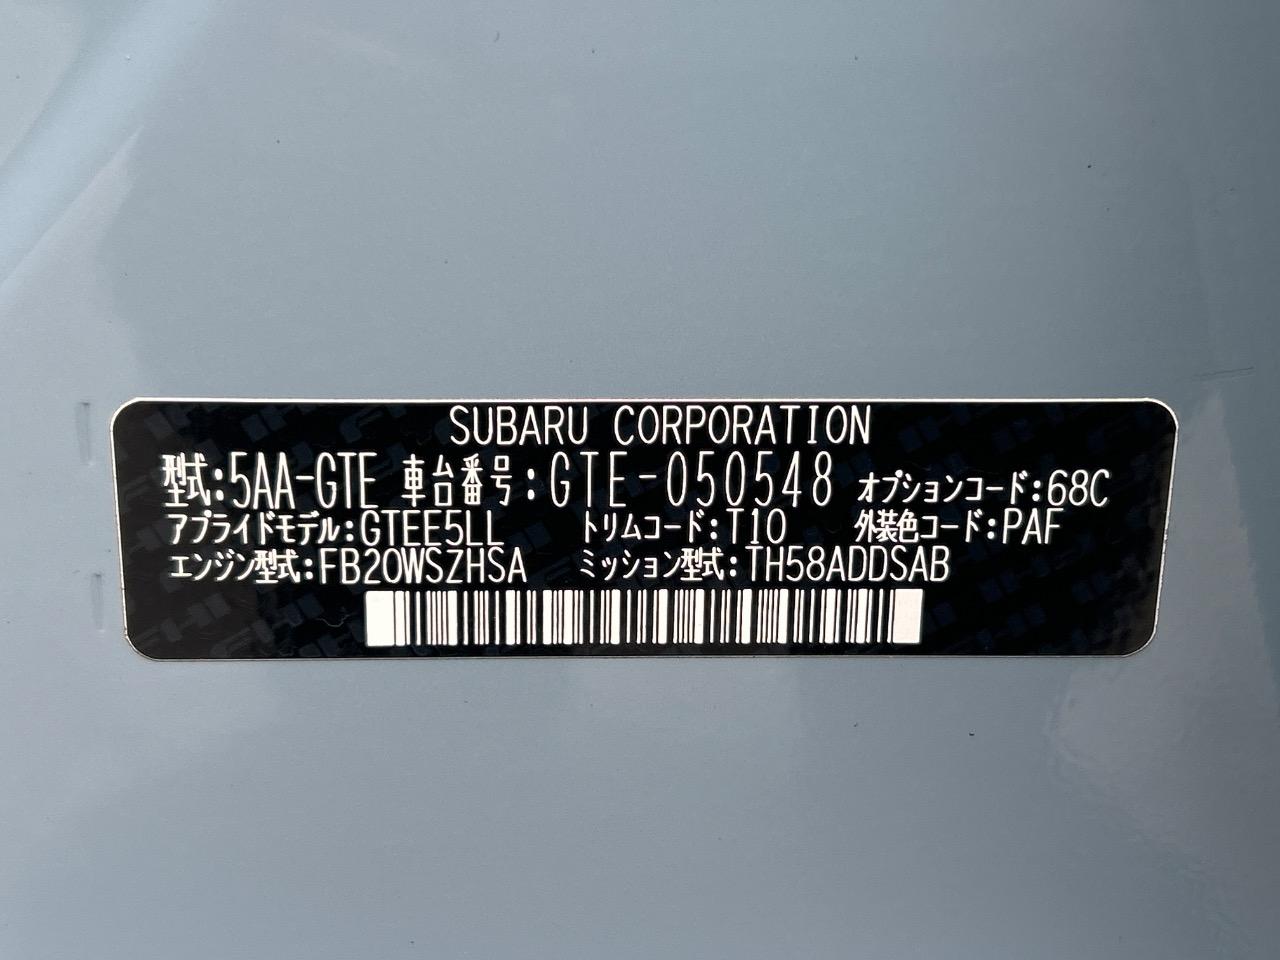 SUBARU CORPORATION
型式:5AA-GTE 車台番号:GTE-050548 オプションコード:68C
アプライドモデル:GTEE5LL トリムコード:T10 外装色コード:PAF
エンジン型式:FB20WSZHSA ミッション型式:TH58ADDSAB